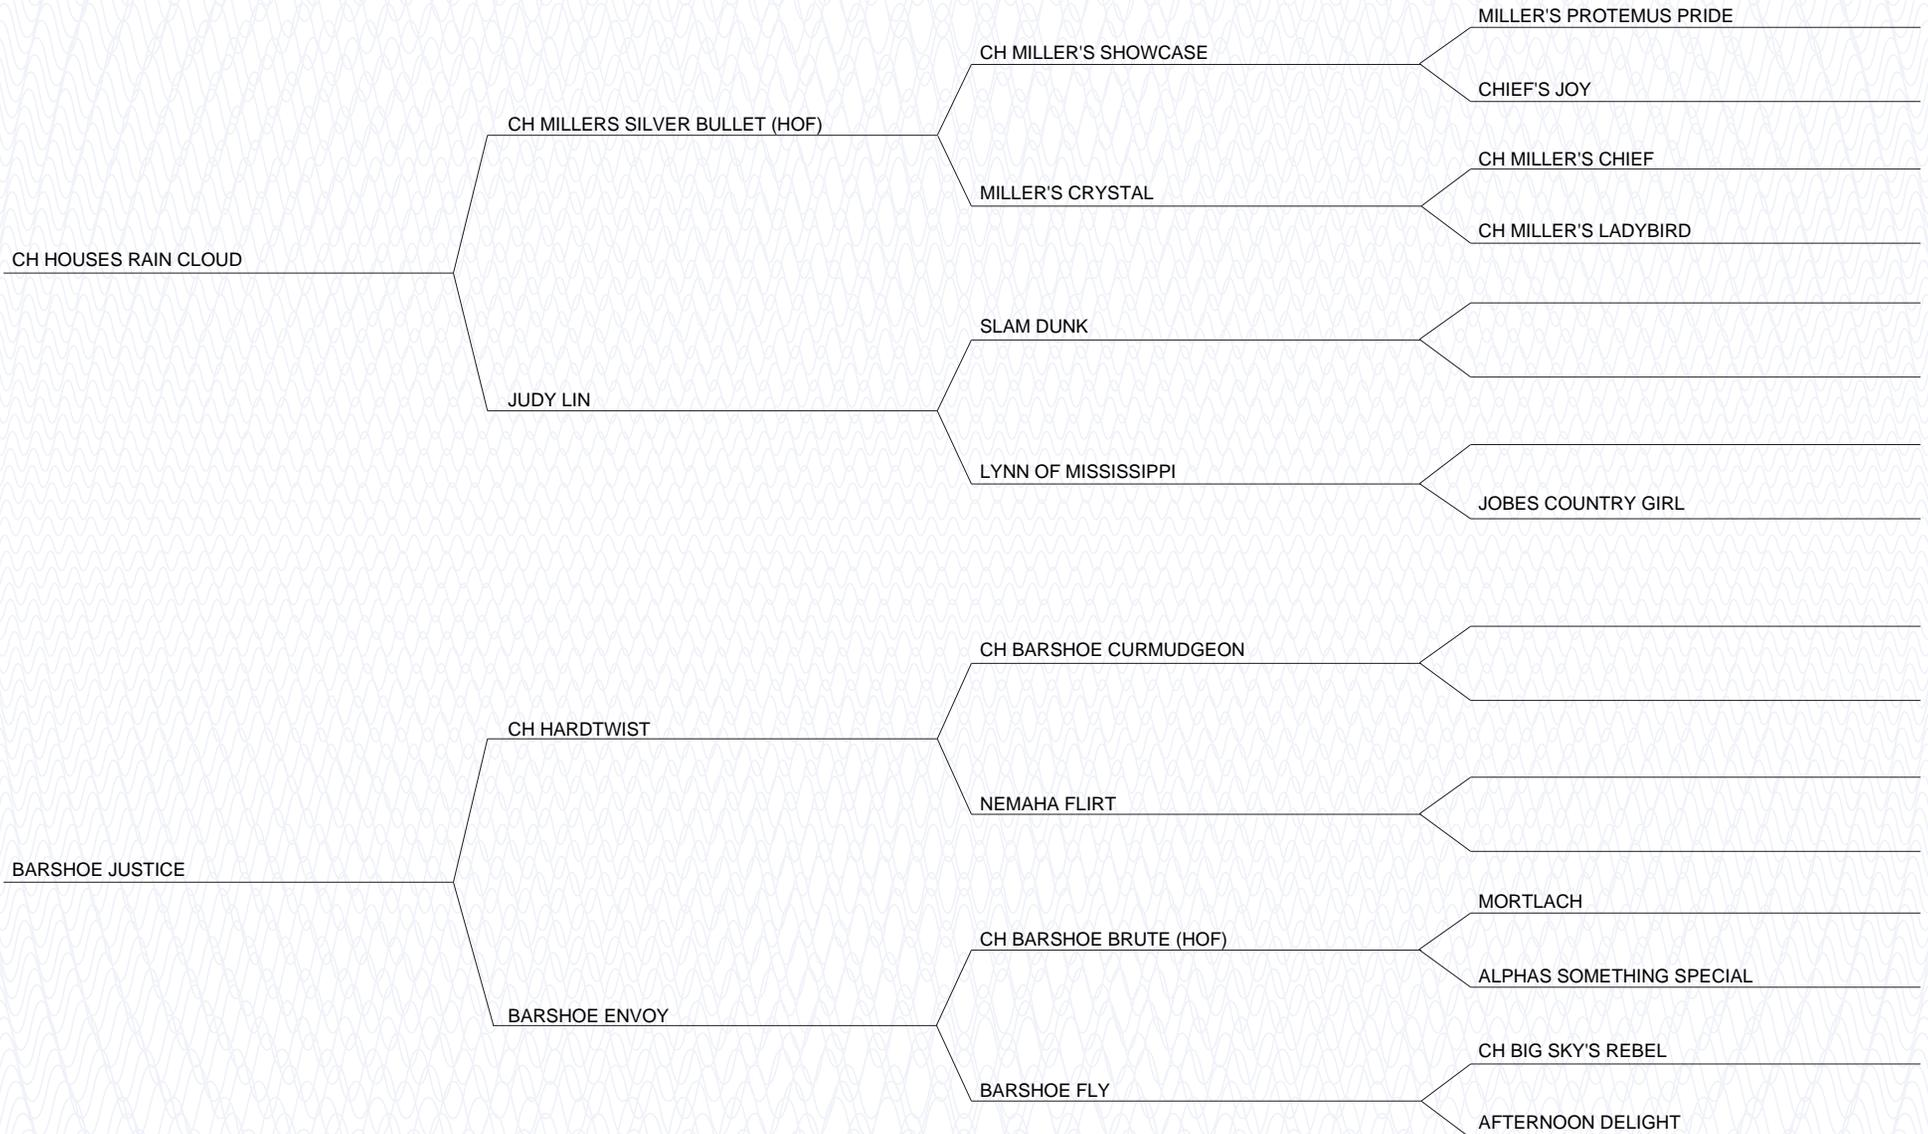 MILLER'S PROTEMUS PRIDE
CH MILLER'S SHOWCASE
CHIEF'S JOY
CH MILLERS SILVER BULLET (HOF)
CH MILLER'S CHIEF
MILLER'S CRYSTAL
CH MILLER'S LADYBIRD
CH HOUSES RAIN CLOUD
SLAM DUNK
JUDY LIN
LYNN OF MISSISSIPPI
JOBES COUNTRY GIRL
CH BARSHOE CURMUDGEON
CH HARDTWIST
NEMAHA FLIRT
BARSHOE JUSTICE
MORTLACH
CH BARSHOE BRUTE (HOF)
ALPHAS SOMETHING SPECIAL
BARSHOE ENVOY
CH BIG SKY'S REBEL
BARSHOE FLY
AFTERNOON DELIGHT